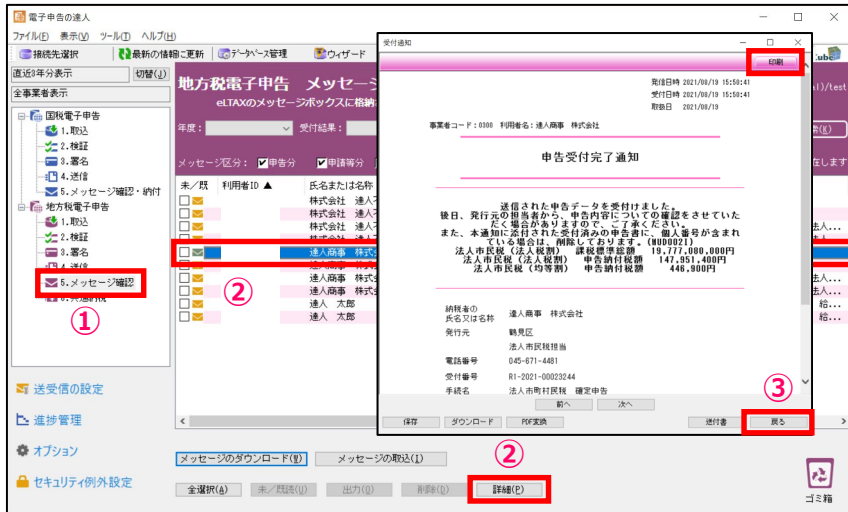 電子申告の達人
ファイル(F) 表示(V) ツール(T) ヘルプ(H)
接続先選択 最新の情報に更新 データベース管理 ウィザード
直近3年分表示 切替(J)
全事業者表示
国税電子申告
1.取込
2.検証
3.署名
4.送信
5.メッセージ確認・納付
地方税電子申告
1.取込
2.検証
3.署名
4.送信
5.メッセージ確認
①
送受信の設定
進捗管理
オプション
セキュリティ例外設定
地方税電子申告 メッセー
eLTAXのメッセージボックスに格納
年度: 受付結果:
メッセージ区分: 申告分 申請等分
未/既 利用者ID ▲ 氏名または名称
株式会社 達人
株式会社 達人
株式会社 達人
達人商事 株式会
②
達人商事 株式会
達人商事 株式会
達人 太郎
達人 太郎
メッセージのダウンロード(W) メッセージの取込(I)
②
全選択(A) 未/既読(U) 出力(O) 削除(D) 詳細(P)
ゴミ箱
受付通知
印刷
発信日時 2021/08/19 15:50:41
受付日時 2021/08/19 15:50:41
取扱日 2021/08/19
事業者コード:0300 利用者名:達人商事 株式会社
申告受付完了通知
送信された申告データを受付けました。
後日、発行元の担当者から、申告内容についての確認をさせていた
だく場合がありますので、ご了承ください。
また、本通知に添付された受付済みの申告書に、個人番号が含まれ
ている場合は、削除しております。(MUD002I)
法人市民税(法人税割) 課税標準総額 19,777,080,000円
法人市民税(法人税割) 申告納付税額 147,951,400円
法人市民税(均等割) 申告納付税額 446,900円
納税者の
氏名又は名称 達人商事 株式会社
発行元 鶴見区
法人市民税担当
電話番号 045-671-4481
受付番号 R1-2021-00023244
手続名 法人市町村民税 確定申告
前へ 次へ
③
保存 ダウンロード PDF変換 送付書 戻る